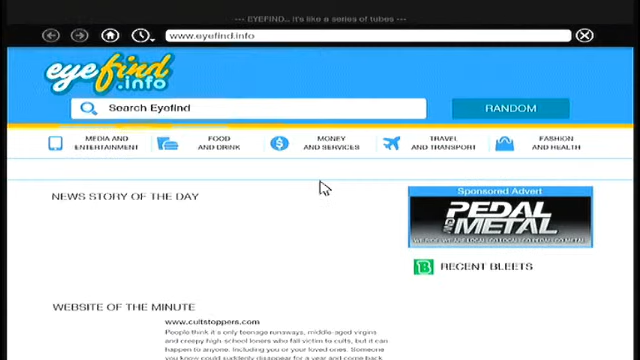 --- EYEFIND.. It's like a series of tubes ---
www.eyefind.info
eyefind
.info
Search Eyefind
RANDOM
MEDIA AND
ENTERTAINMENT
FOOD
AND DRINK
MONEY
AND SERVICES
TRAVEL
AND TRANSPORT
FASHION
AND HEALTH
NEWS STORY OF THE DAY
Sponsored Advert
PEDAL
AND METAL
RECENT BLEETS
WEBSITE OF THE MINUTE
www.cultstoppers.com
People think it's only teenage runaways, middle-aged virgins
and creepy high-school loners who fall victim to cults, but it can
happen to anyone. Including you or your loved ones. Someone
you know could suddenly disappear for a year and come back